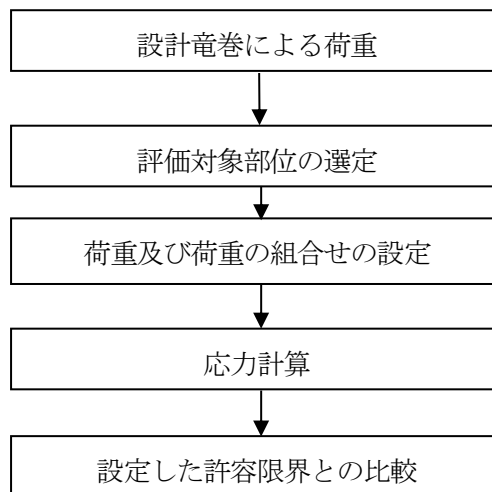 設計竜巻による荷重
評価対象部位の選定
荷重及び荷重の組合せの設定
応力計算
設定した許容限界との比較